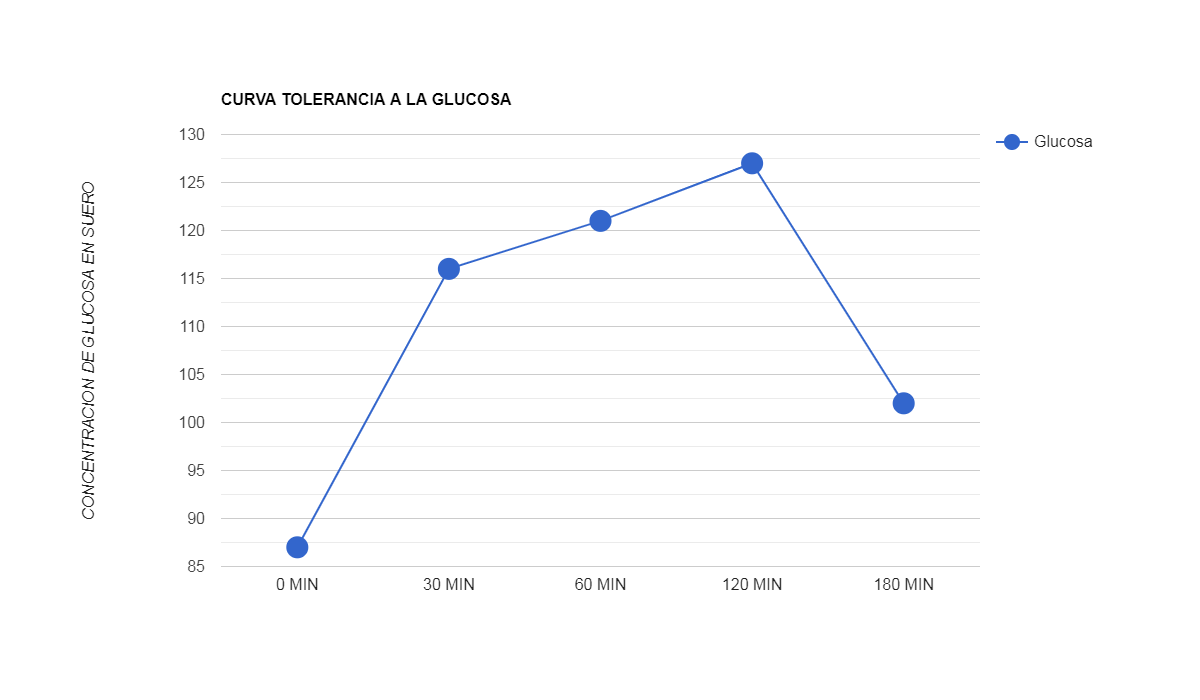 CURVA TOLERANCIA A LA GLUCOSA
Glucosa
CONCENTRACION DE GLUCOSA EN SUERO
130
125
120
115
110
105
100
95
90
85
0 MIN
30 MIN
60 MIN
120 MIN
180 MIN